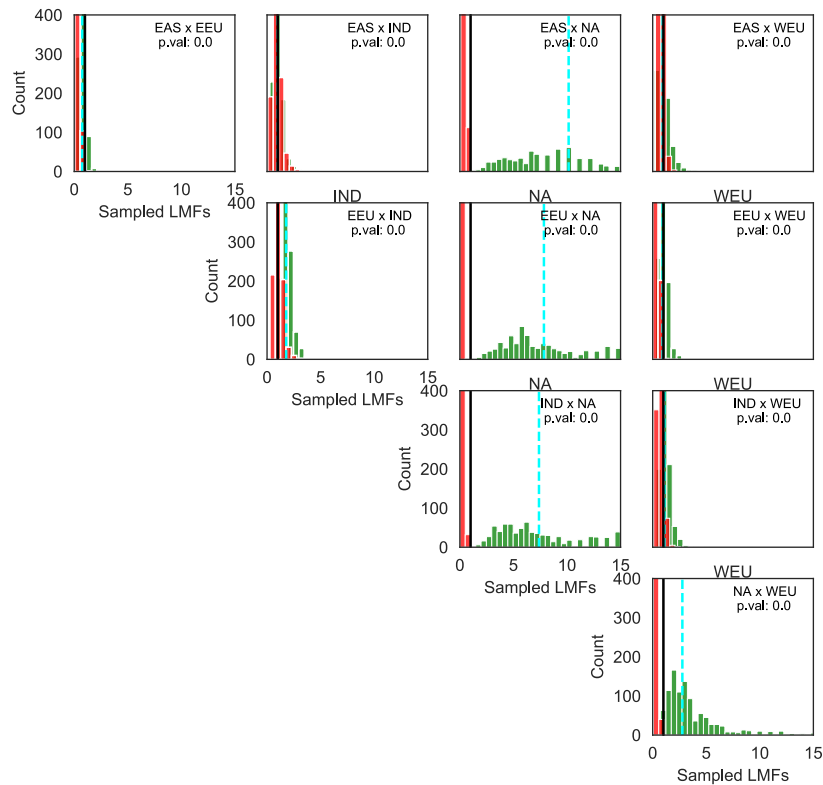 EAS x EEU
p.val: 0.0
EAS x IND
p.val: 0.0
EAS x NA
p.val: 0.0
EAS x WEU
p.val: 0.0
400
300
200
100
0
Count
0
5
10
15
Sampled LMFs
IND
NA
WEU
EEU x IND
p.val: 0.0
EEU x NA
p.val: 0.0
EEU x WEU
p.val: 0.0
400
300
200
100
0
Count
0
5
10
15
Sampled LMFs
NA
WEU
IND x NA
p.val: 0.0
IND x WEU
p.val: 0.0
400
300
200
100
0
Count
0
5
10
15
Sampled LMFs
WEU
NA x WEU
p.val: 0.0
400
300
200
100
0
Count
0
5
10
15
Sampled LMFs